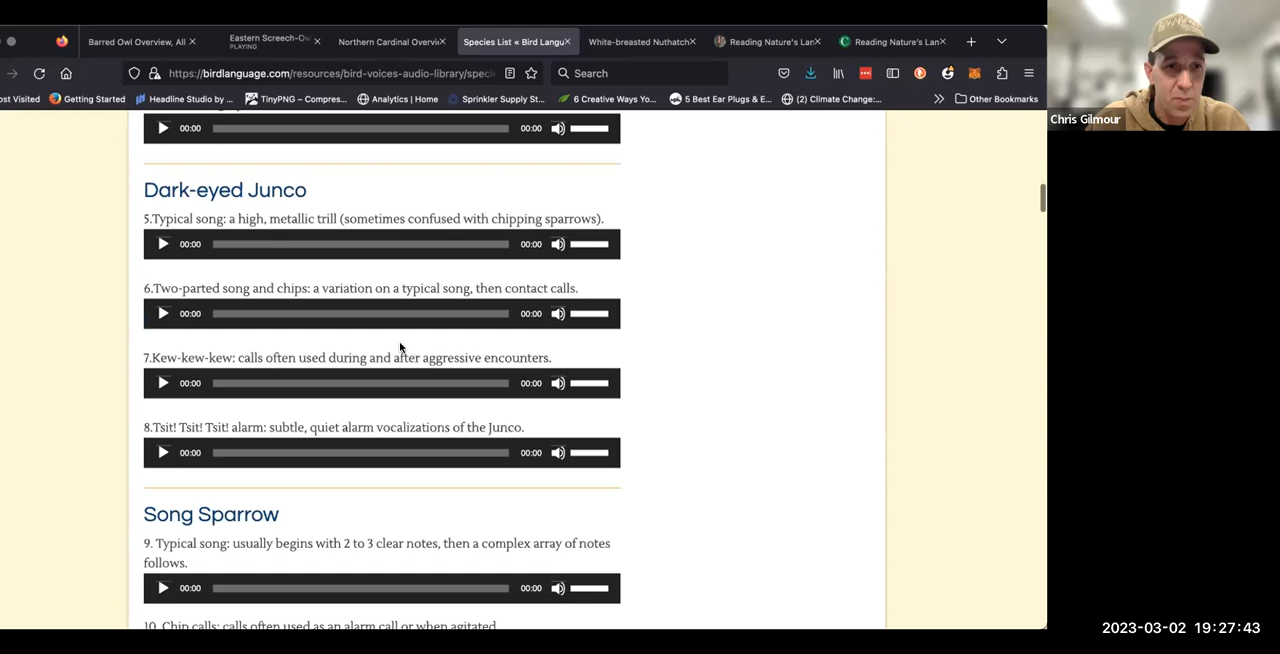 Barred Owl Overview, All
Eastern Screech-Ow
PLAYING
Northern Cardinal Overvi
Species List « Bird Langu
White-breasted Nuthatch
Reading Nature's Lan
Reading Nature's Lan
https://birdlanguage.com/resources/bird-voices-audio-library/speci
Search
ost Visited
Getting Started
Headline Studio by ...
TinyPNG – Compres...
Analytics | Home
Sprinkler Supply St...
6 Creative Ways Yo...
5 Best Ear Plugs & E...
(2) Climate Change:...
Other Bookmarks
Chris Gilmour
00:00 00:00
Dark-eyed Junco
5.Typical song: a high, metallic trill (sometimes confused with chipping sparrows).
00:00 00:00
6.Two-parted song and chips: a variation on a typical song, then contact calls.
00:00 00:00
7.Kew-kew-kew: calls often used during and after aggressive encounters.
00:00 00:00
8.Tsit! Tsit! Tsit! alarm: subtle, quiet alarm vocalizations of the Junco.
00:00 00:00
Song Sparrow
9. Typical song: usually begins with 2 to 3 clear notes, then a complex array of notes
follows.
00:00 00:00
10. Chip calls: calls often used as an alarm call or when agitated.
2023-03-02 19:27:43